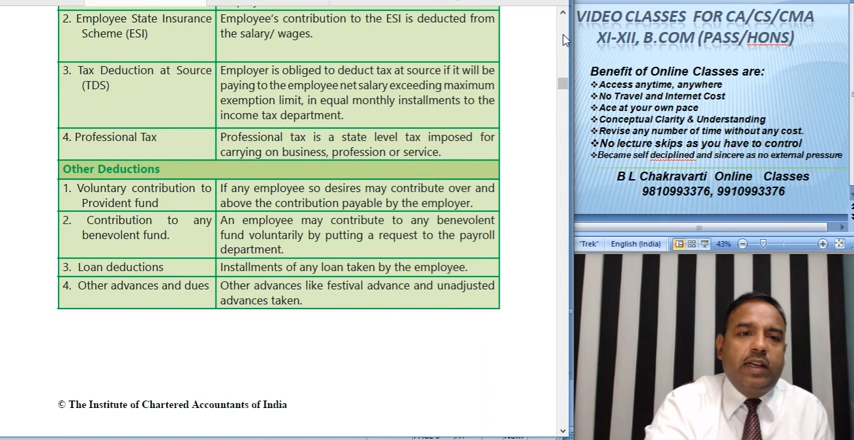 2. Employee State Insurance Scheme (ESI)
Employee's contribution to the ESI is deducted from
the salary/ wages.
3. Tax Deduction at Source
(TDS)
Employer is obliged to deduct tax at source if it will be
paying to the employee net salary exceeding maximum
exemption limit, in equal monthly installments to the
income tax department.
4. Professional Tax
Professional tax is a state level tax imposed for
carrying on business, profession or service.
Other Deductions
1. Voluntary contribution to
Provident fund
If any employee so desires may contribute over and
above the contribution payable by the employer.
2. Contribution to any
benevolent fund.
An employee may contribute to any benevolent
fund voluntarily by putting a request to the payroll
department.
3. Loan deductions
Installments of any loan taken by the employee.
4. Other advances and dues
Other advances like festival advance and unadjusted
advances taken.
© The Institute of Chartered Accountants of India
VIDEO CLASSES FOR CA/CS/CMA
XI-XII, B.COM (PASS/HONS)
Benefit of Online Classes are:
❖Access anytime, anywhere
❖No Travel and Internet Cost
❖Ace at your own pace
❖Conceptual Clarity & Understanding
❖Revise any number of time without any cost.
❖No lecture skips as you have to control
❖Became self deciplined and sincere as no external pressure
B L Chakravarti Online Classes
9810993376, 9910993376
"Trek" English (India) 43%